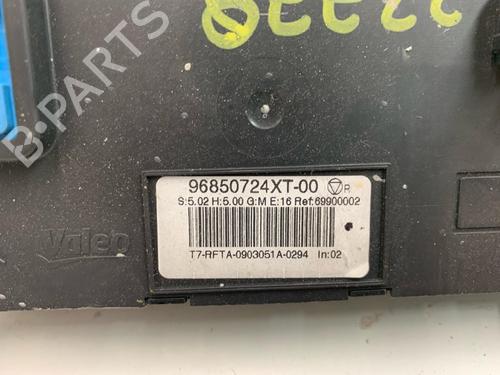 B-PARTS
96850724XT-00 R
S:5.02 H:5.00 G:M E:16 Ref:69900002
Valeo
T7-RFTA-0903051A-0294 In:02